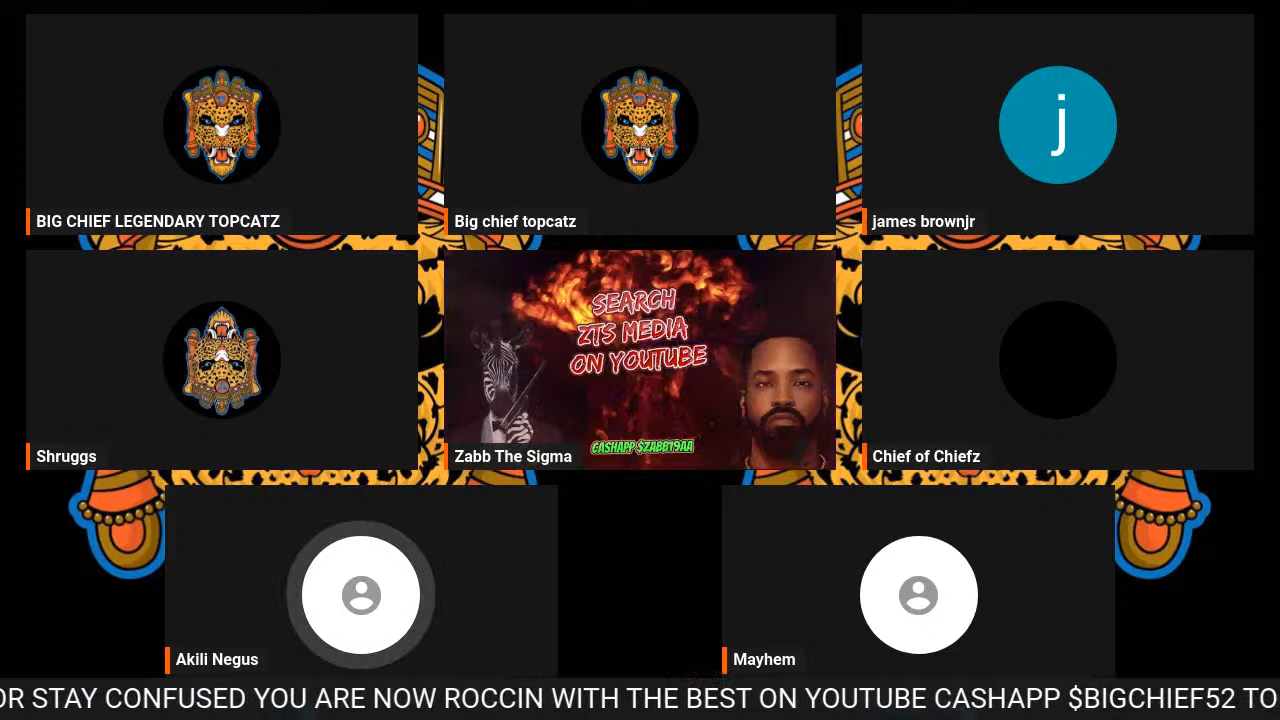 BIG CHIEF LEGENDARY TOPCATZ
Big chief topcatz
j
james brownjr
Shruggs
SEARCH
ZTS MEDIA
ON YOUTUBE
CASHAPP $ZABB19AA
Zabb The Sigma
Chief of Chiefz
Akili Negus
Mayhem
OR STAY CONFUSED YOU ARE NOW ROCCIN WITH THE BEST ON YOUTUBE CASHAPP $BIGCHIEF52 TO